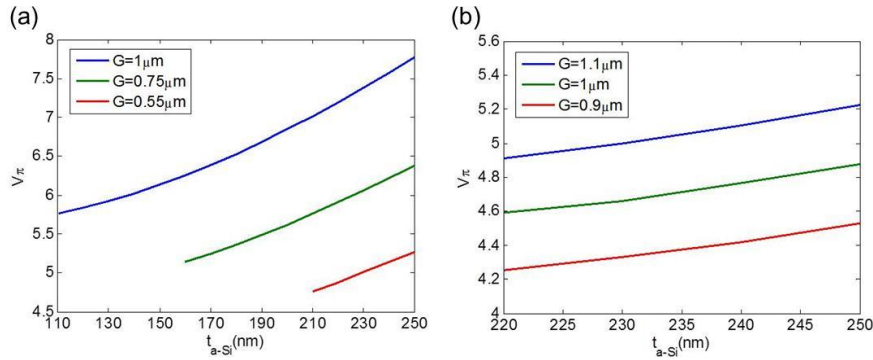 (a)
8
7.5
7
6.5
6
5.5
5
4.5
Vπ
G=1µm
G=0.75µm
G=0.55µm
110 130 150 170 190 210 230 250
t a-Si(nm)
(b)
5.6
5.4
5.2
5
4.8
4.6
4.4
4.2
4
Vπ
G=1.1µm
G=1µm
G=0.9µm
220 225 230 235 240 245 250
t a-Si(nm)